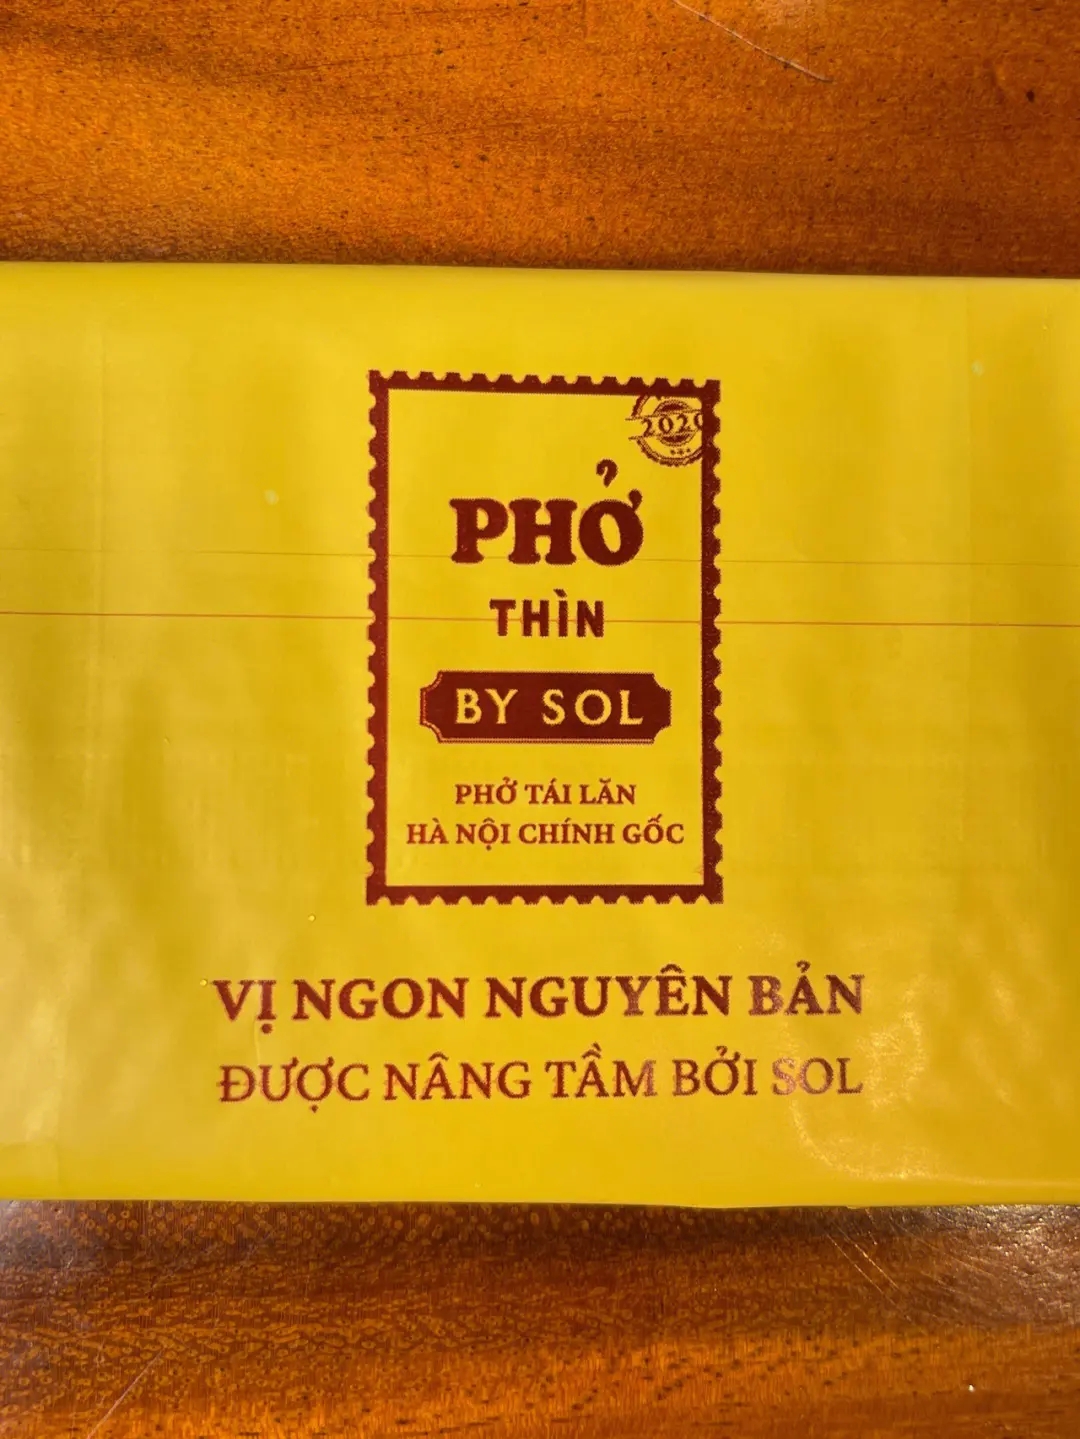 2020
PHỞ
THÌN
BY SOL
PHỞ TÁI LĂN
HÀ NỘI CHÍNH GỐC
VỊ NGON NGUYÊN BẢN
ĐƯỢC NÂNG TẦM BỞI SOL